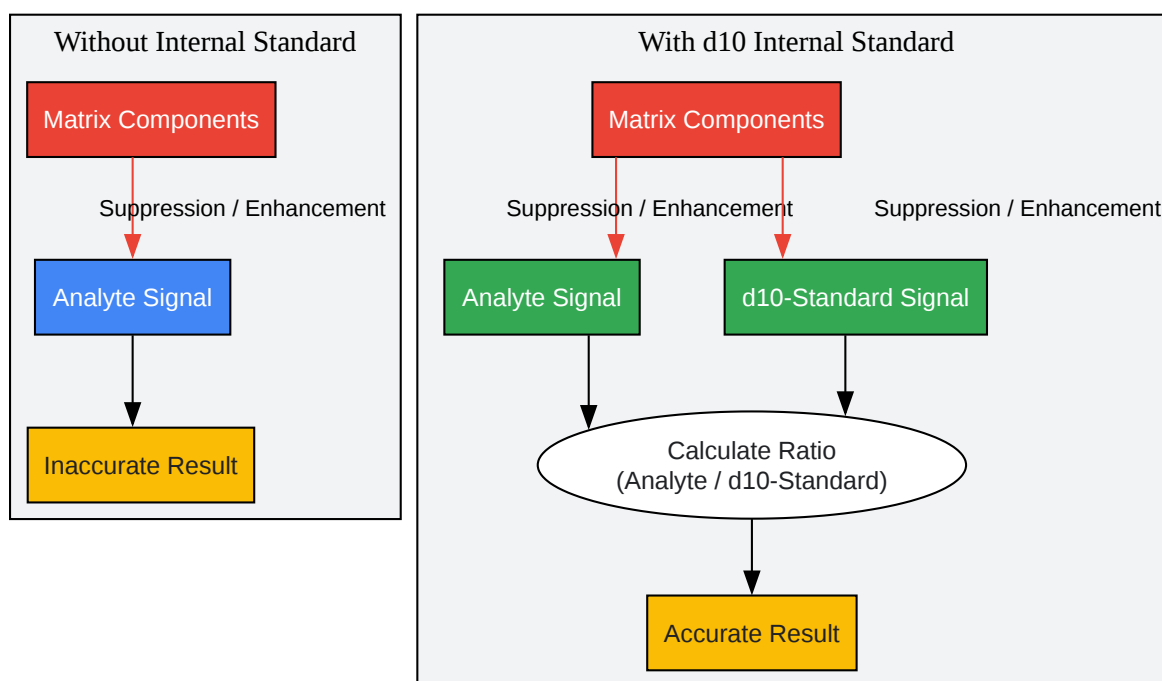 Without Internal Standard
Matrix Components
Suppression / Enhancement
Analyte Signal
Inaccurate Result
With d10 Internal Standard
Matrix Components
Suppression / Enhancement
Suppression / Enhancement
Analyte Signal
d10-Standard Signal
Calculate Ratio
(Analyte / d10-Standard)
Accurate Result